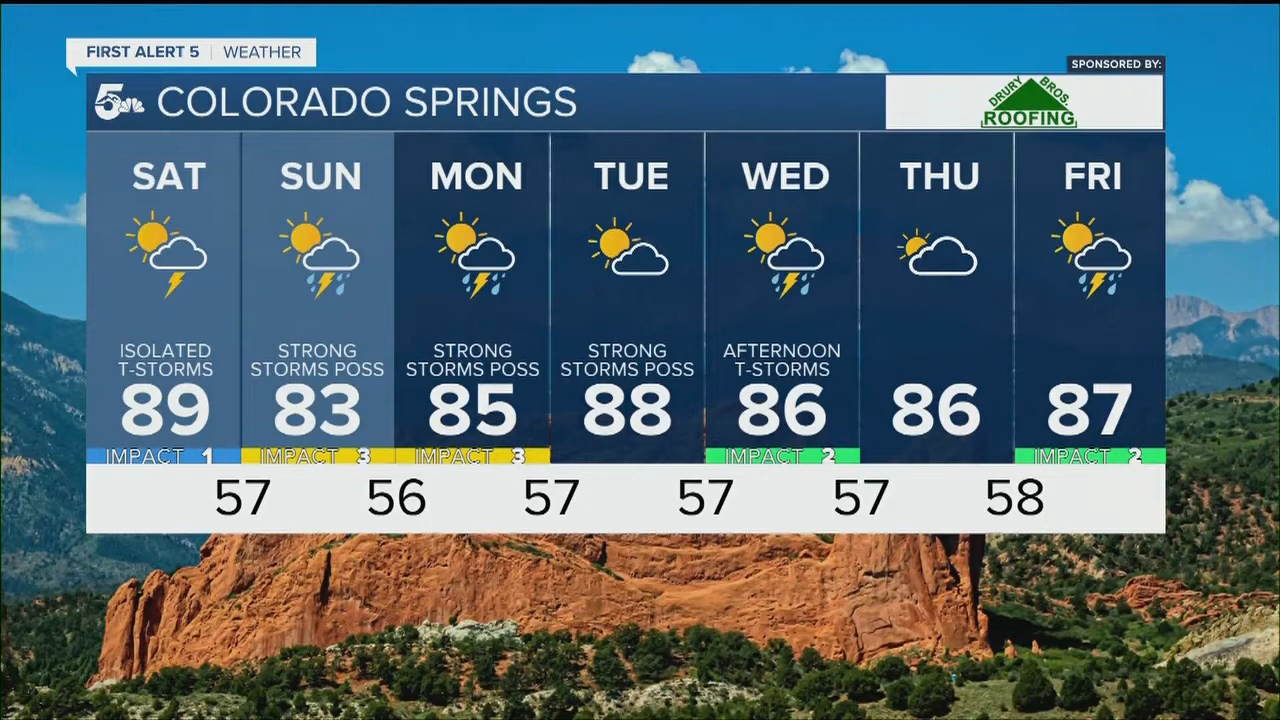 FIRST ALERT 5 | WEATHER
SPONSORED BY:
5 COLORADO SPRINGS
DRURY BROS.
ROOFING
SAT SUN MON TUE WED THU FRI
ISOLATED STRONG STRONG STRONG AFTERNOON
T-STORMS STORMS POSS STORMS POSS STORMS POSS T-STORMS
89 83 85 88 86 86 87
IMPACT 1 IMPACT 3 IMPACT 3 IMPACT 2 IMPACT 2
57 56 57 57 57 58